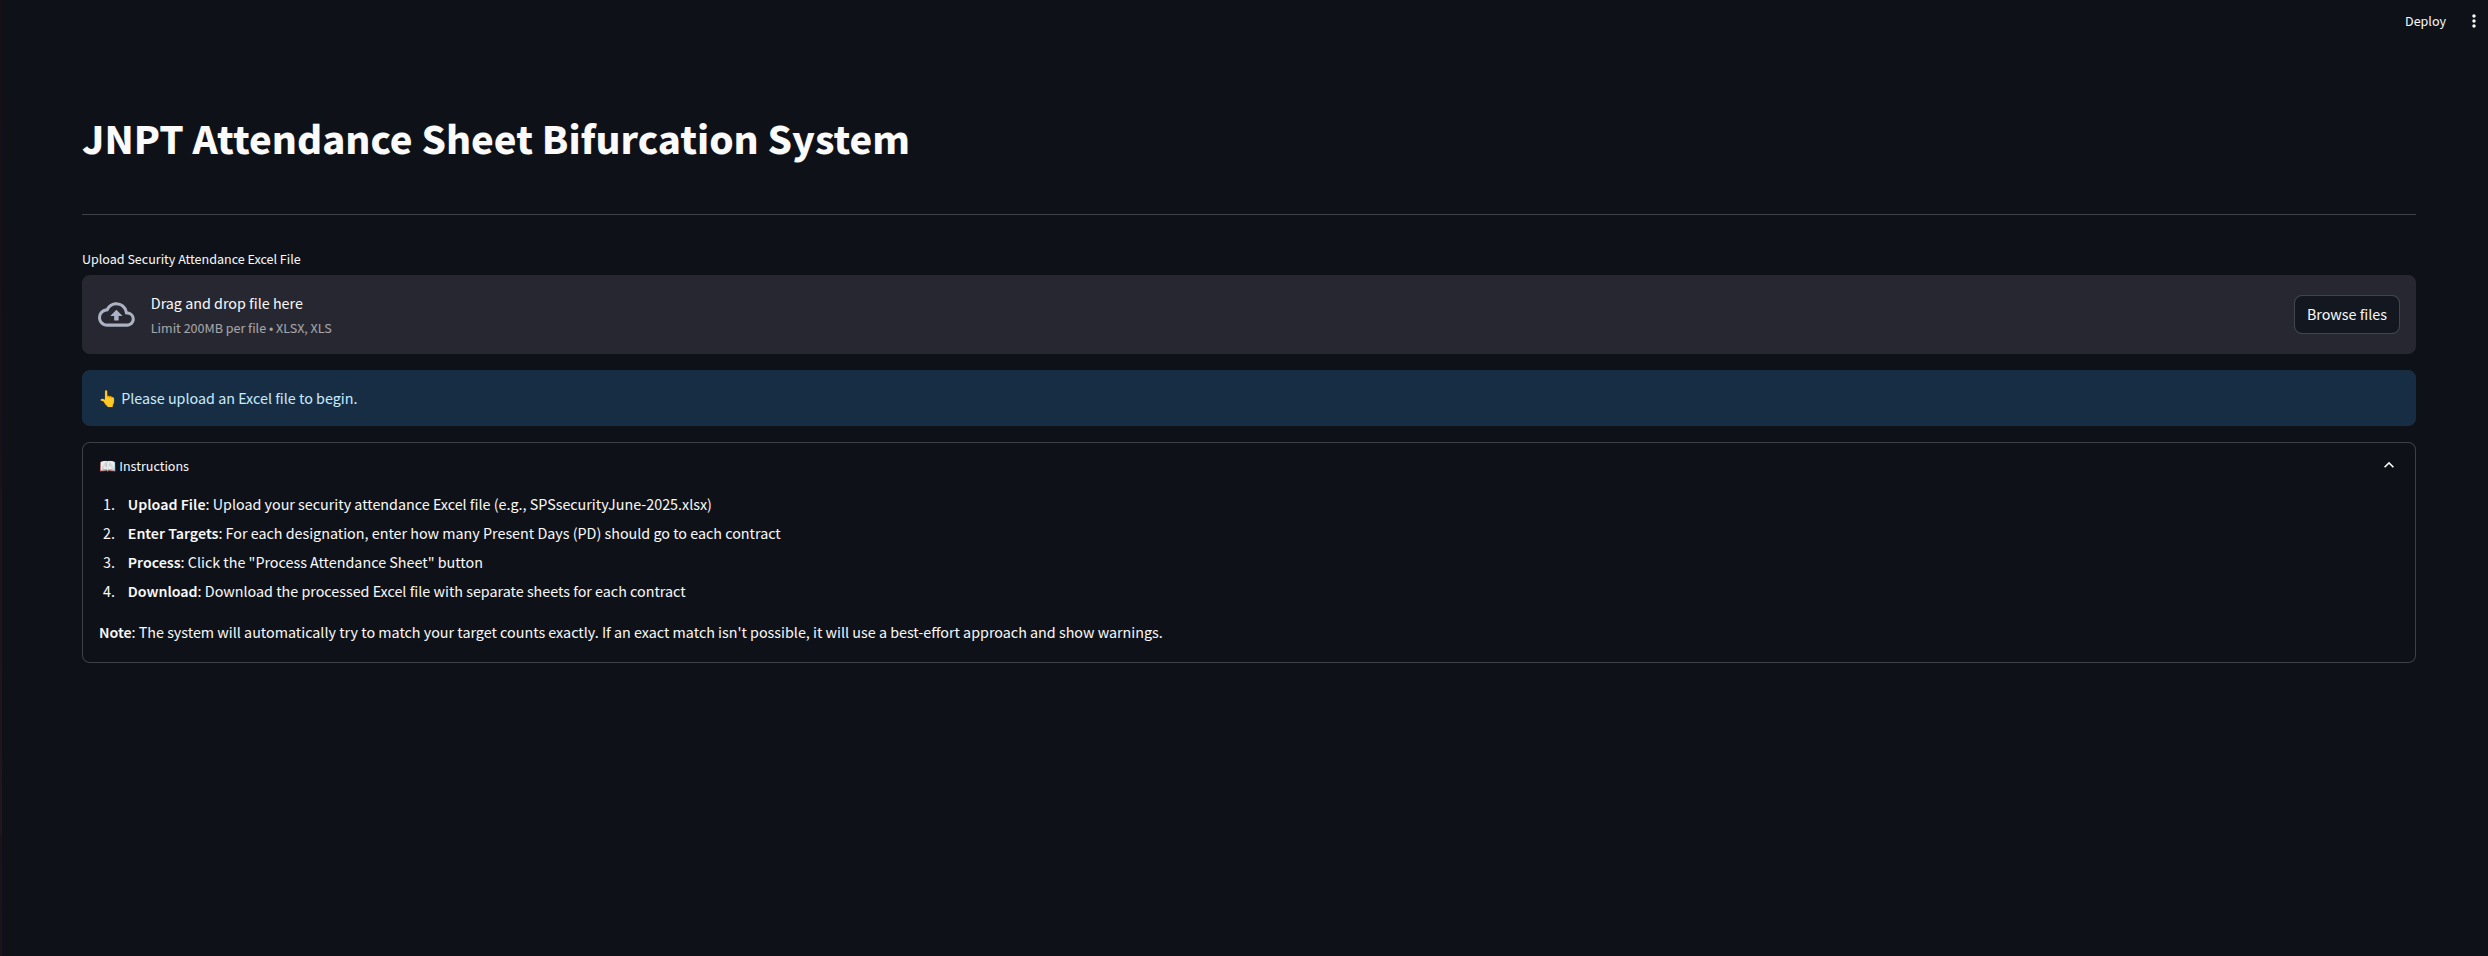 Deploy
JNPT Attendance Sheet Bifurcation System
Upload Security Attendance Excel File
Drag and drop file here
Limit 200MB per file • XLSX, XLS
Browse files
👆 Please upload an Excel file to begin.
📖 Instructions
1. Upload File: Upload your security attendance Excel file (e.g., SPSsecurityJune-2025.xlsx)
2. Enter Targets: For each designation, enter how many Present Days (PD) should go to each contract
3. Process: Click the "Process Attendance Sheet" button
4. Download: Download the processed Excel file with separate sheets for each contract
Note: The system will automatically try to match your target counts exactly. If an exact match isn't possible, it will use a best-effort approach and show warnings.